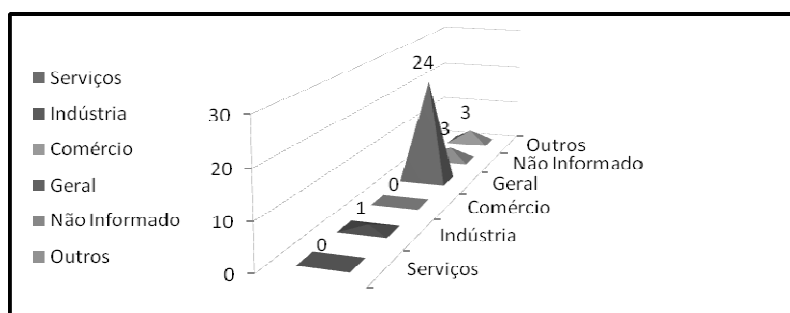 Serviços
Indústria
Comércio
Geral
Não Informado
Outros
30
20
10
0
0
1
0
24
3
3
Serviços
Indústria
Comércio
Geral
Não Informado
Outros